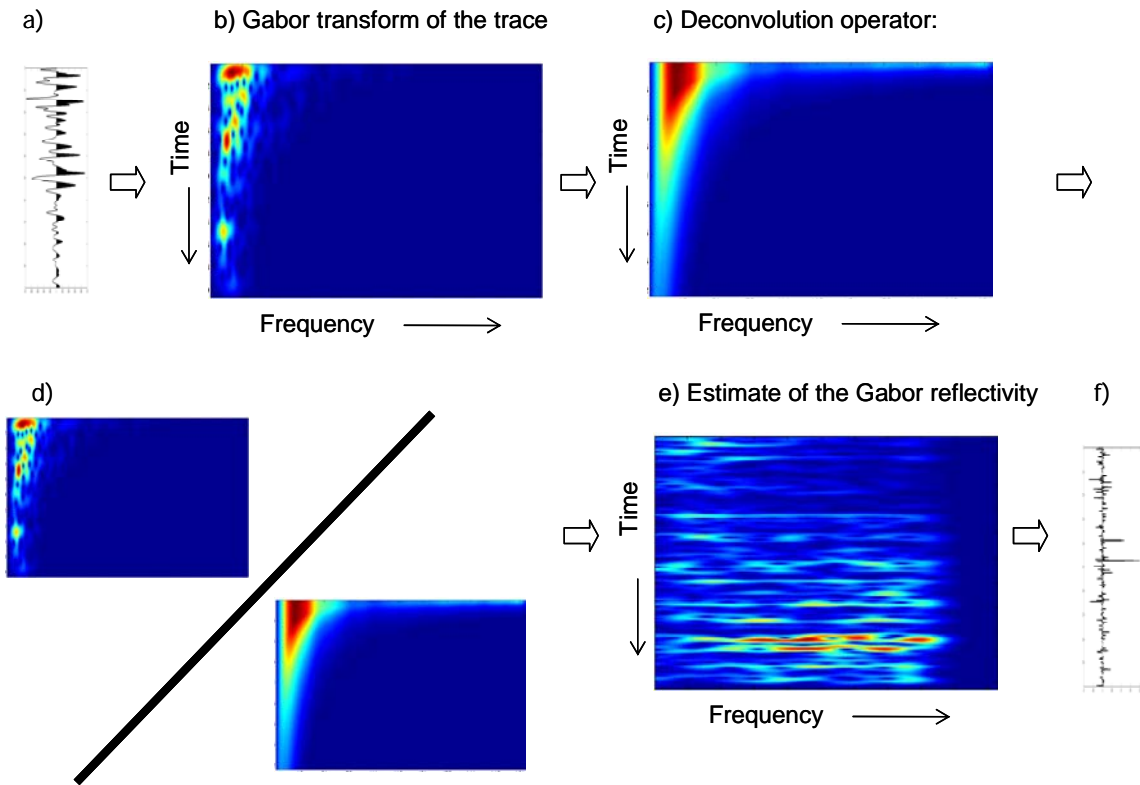 a)
b) Gabor transform of the trace
c) Deconvolution operator:
Time
Time
Frequency
Frequency
d)
e) Estimate of the Gabor reflectivity
f)
Time
Frequency